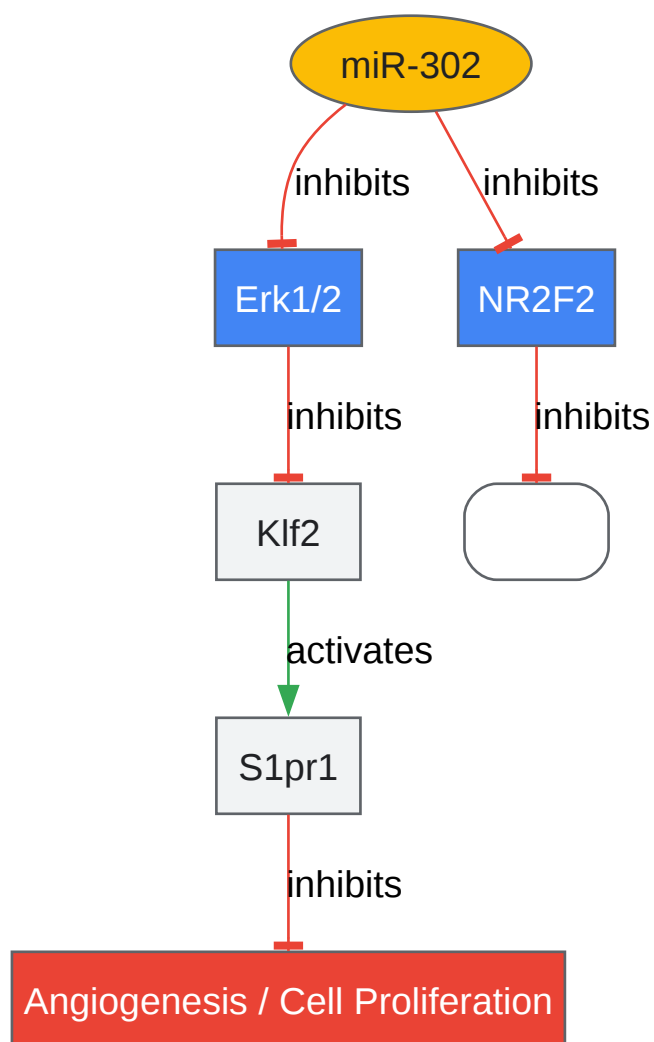 miR-302
inhibits
inhibits
Erk1/2
NR2F2
inhibits
inhibits
Klf2
activates
S1pr1
inhibits
Angiogenesis / Cell Proliferation